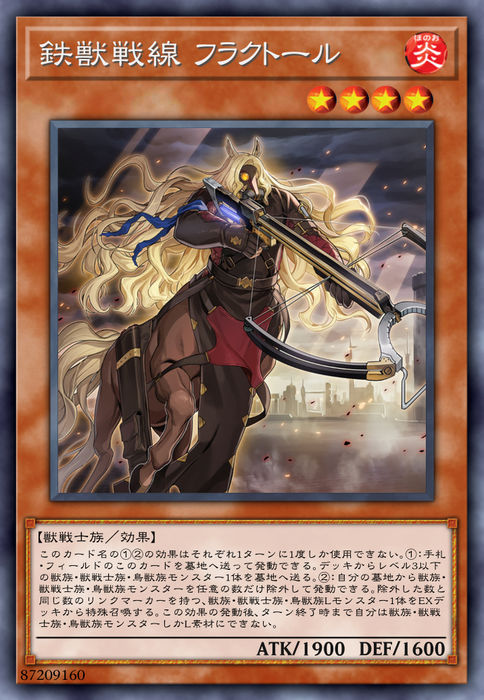 鉄獣戦線 フラクトール
ほのお
炎
【獣戦士族／効果】
このカード名の①②の効果はそれぞれ1ターンに1度しか使用できない。①：手札
・フィールドのこのカードを墓地へ送って発動できる。デッキからレベル3以下
の獣族・獣戦士族・鳥獣族モンスター1体を墓地へ送る。②：自分の墓地から獣族・
獣戦士族・鳥獣族モンスターを任意の数だけ除外して発動できる。除外した数と
同じ数のリンクマーカーを持つ、獣族・獣戦士族・鳥獣族Lモンスター1体をEXデ
ッキから特殊召喚する。この効果の発動後、ターン終了時まで自分は獣族・獣戦士
族・鳥獣族モンスターしかL素材にできない。
ATK/1900 DEF/1600
87209160